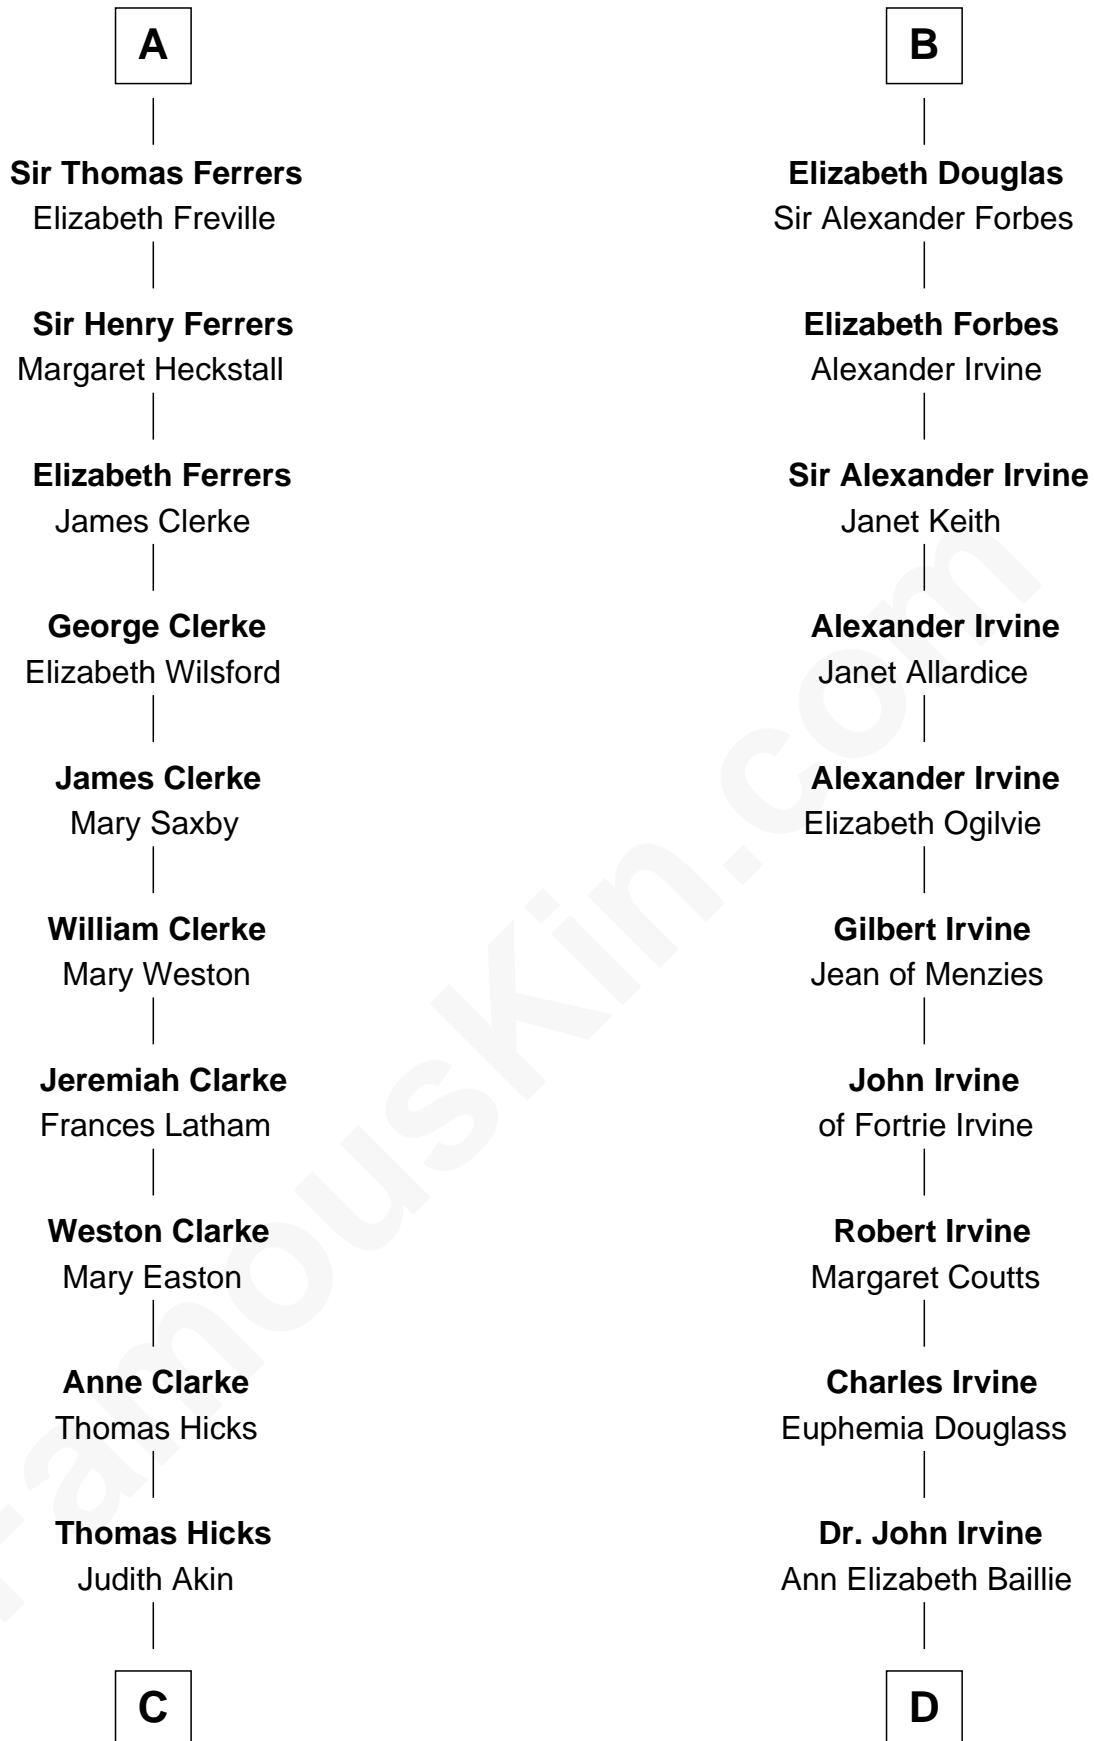 A
Sir Thomas Ferrers
Elizabeth Freville
Sir Henry Ferrers
Margaret Heckstall
Elizabeth Ferrers
James Clerke
George Clerke
Elizabeth Wilsford
James Clerke
Mary Saxby
William Clerke
Mary Weston
Jeremiah Clarke
Frances Latham
Weston Clarke
Mary Easton
Anne Clarke
Thomas Hicks
Thomas Hicks
Judith Akin
C
B
Elizabeth Douglas
Sir Alexander Forbes
Elizabeth Forbes
Alexander Irvine
Sir Alexander Irvine
Janet Keith
Alexander Irvine
Janet Allardice
Alexander Irvine
Elizabeth Ogilvie
Gilbert Irvine
Jean of Menzies
John Irvine
of Fortrie Irvine
Robert Irvine
Margaret Coutts
Charles Irvine
Euphemia Douglass
Dr. John Irvine
Ann Elizabeth Baillie
D
FamousKin.com